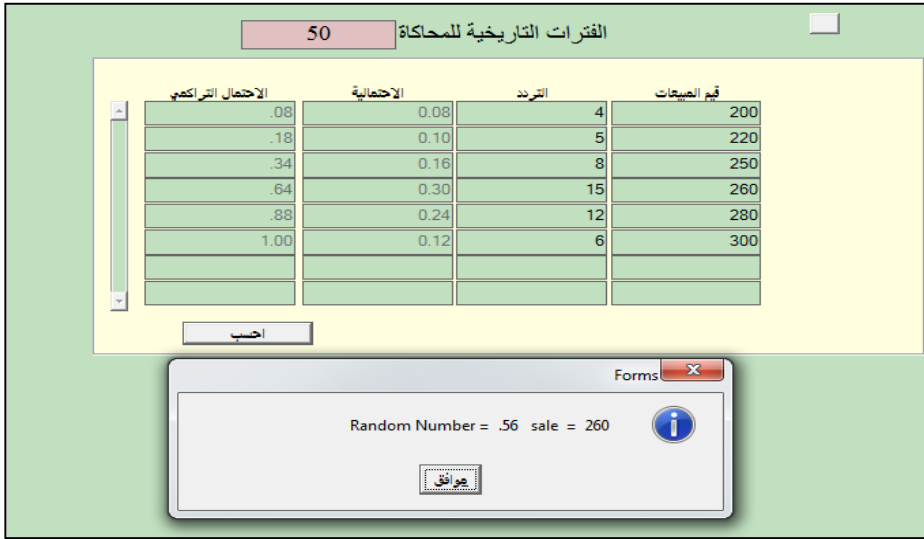 الفترات التاريخية للمحاكاة 50
قيم المبيعات التردد الاحتمالية الاحتمال التراكمي
200 4 0.08 .08
220 5 0.10 .18
250 8 0.16 .34
260 15 0.30 .64
280 12 0.24 .88
300 6 0.12 1.00
احسب
Forms
Random Number = .56 sale = 260
موافق